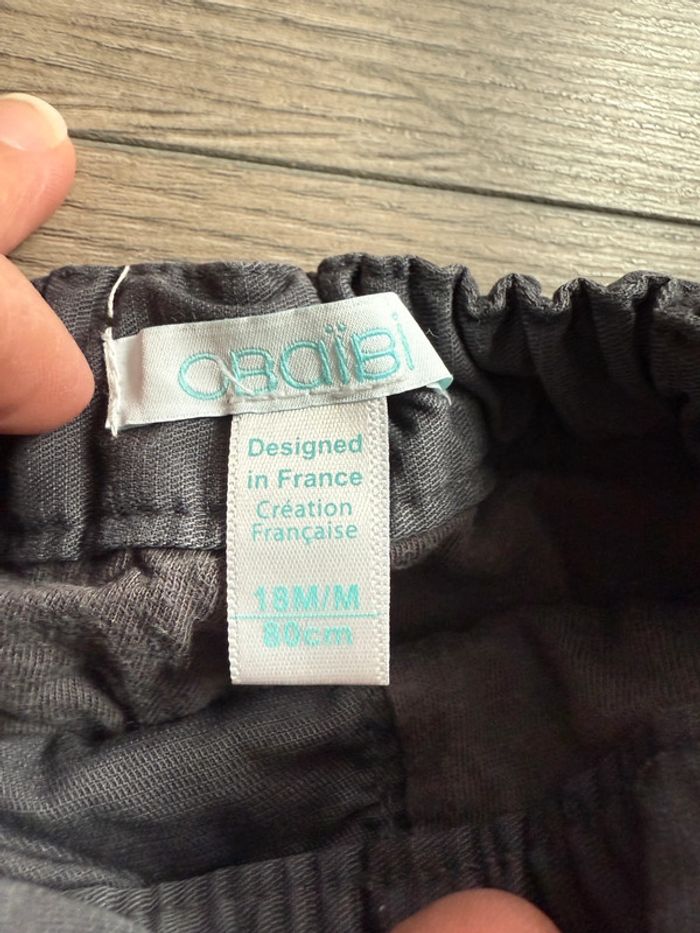 OBAÏBI
Designed
in France
Création
Française
18M/M
80cm